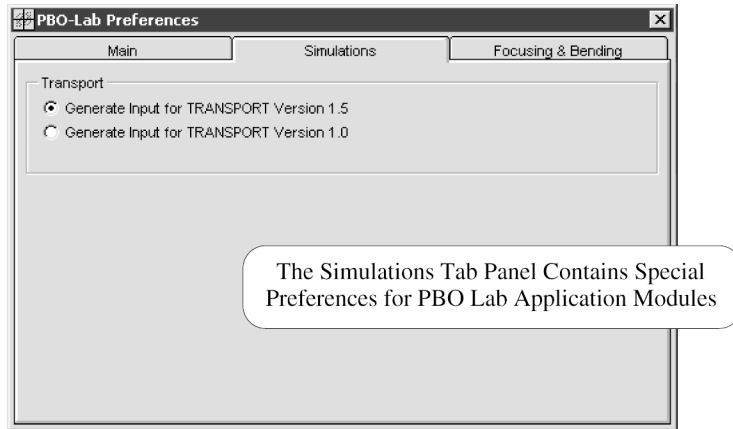 PBO-Lab Preferences
Main
Simulations
Focusing & Bending
Transport
Generate Input for TRANSPORT Version 1.5
Generate Input for TRANSPORT Version 1.0
The Simulations Tab Panel Contains Special
Preferences for PBO Lab Application Modules